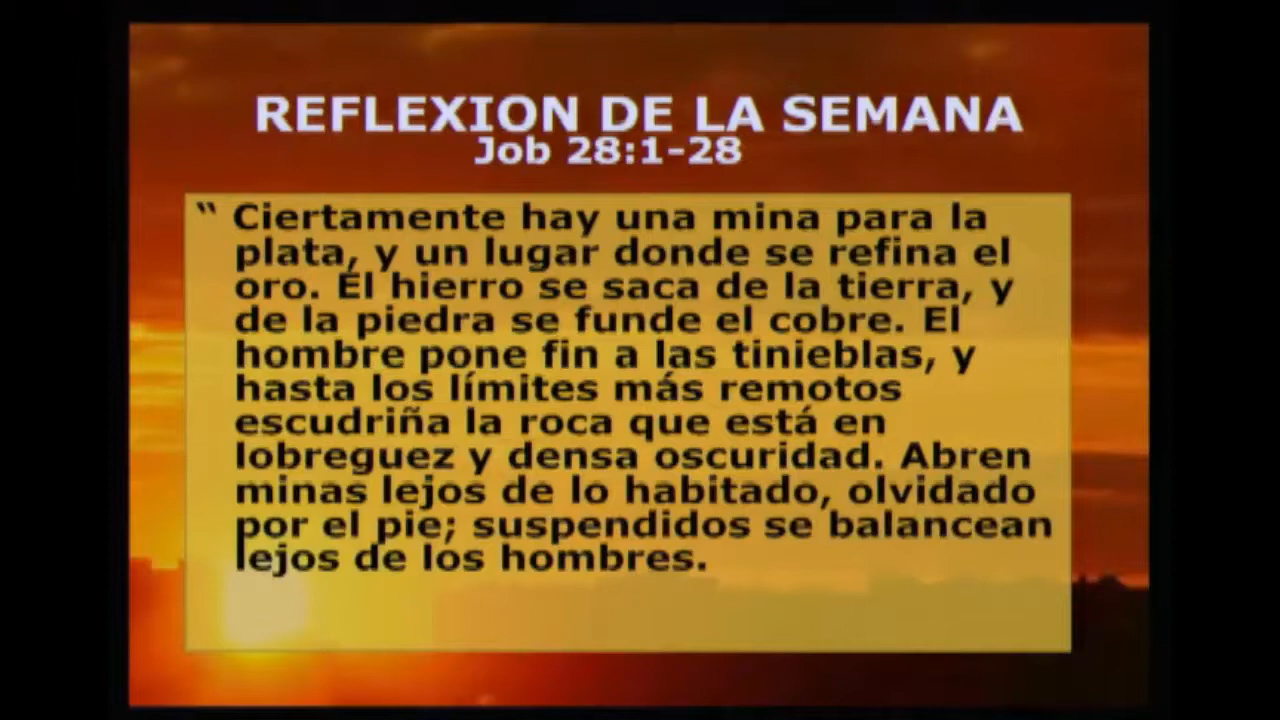 REFLEXION DE LA SEMANA
Job 28:1-28
“ Ciertamente hay una mina para la
plata, y un lugar donde se refina el
oro. El hierro se saca de la tierra, y
de la piedra se funde el cobre. El
hombre pone fin a las tinieblas, y
hasta los límites más remotos
escudriña la roca que está en
lobreguez y densa oscuridad. Abren
minas lejos de lo habitado, olvidado
por el pie; suspendidos se balancean
lejos de los hombres.